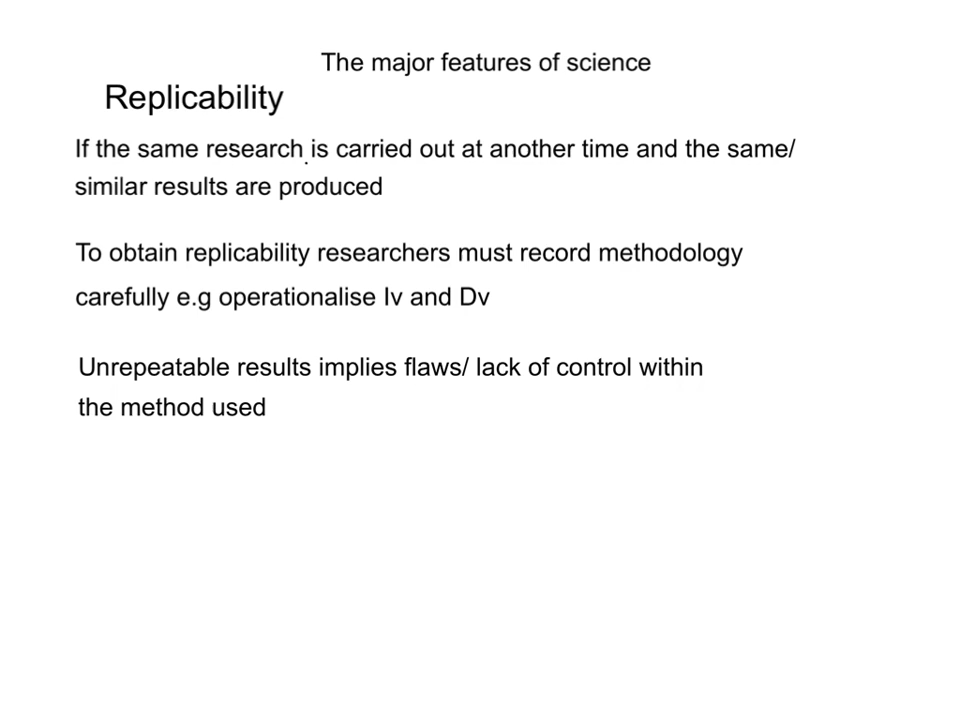 The major features of science
Replicability
If the same research is carried out at another time and the same/
similar results are produced
To obtain replicability researchers must record methodology
carefully e.g operationalise Iv and Dv
Unrepeatable results implies flaws/ lack of control within
the method used